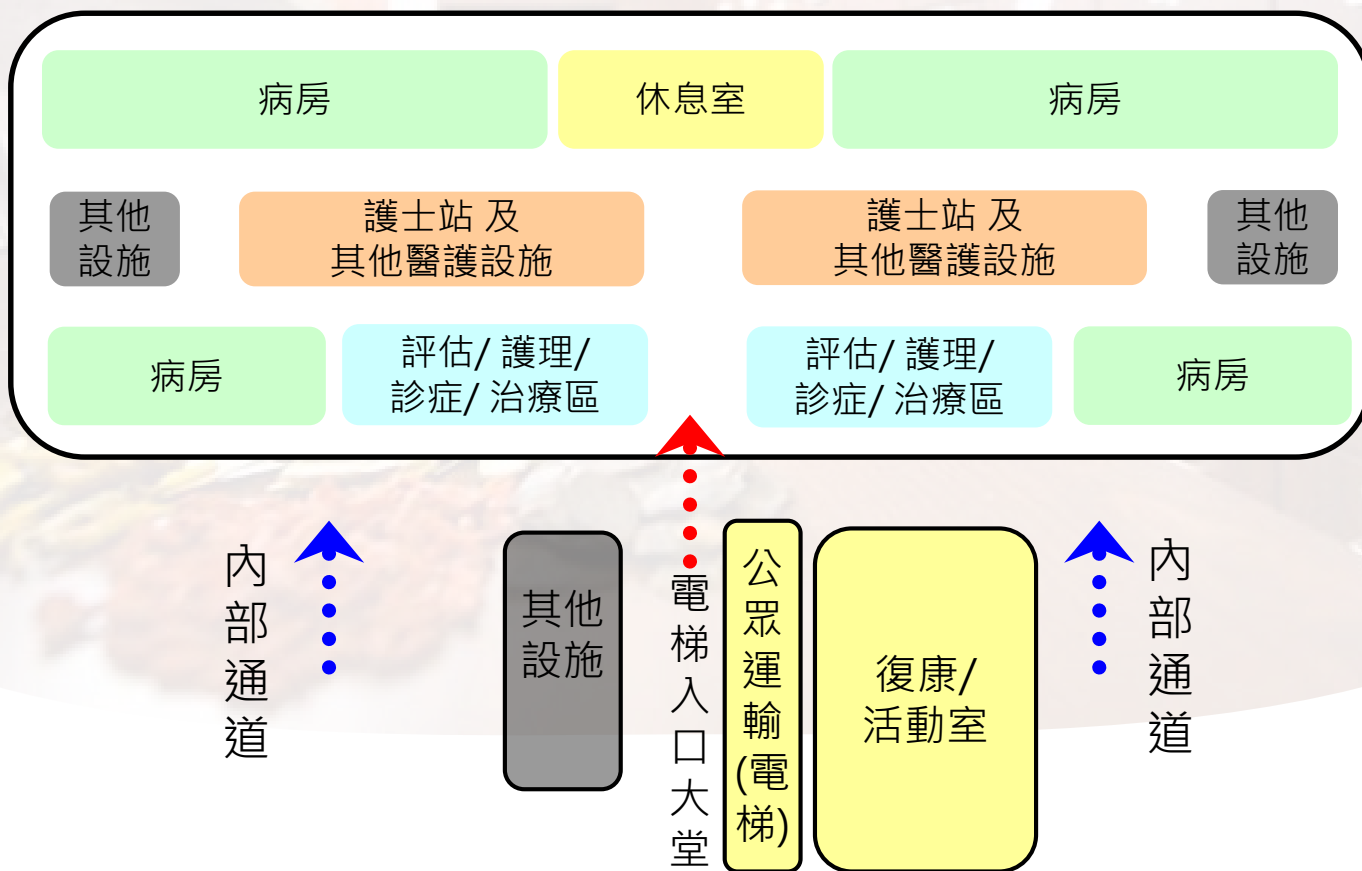 病房
休息室
病房
其他
設施
護士站 及
其他醫護設施
護士站 及
其他醫護設施
其他
設施
病房
評估/ 護理/
診症/ 治療區
評估/ 護理/
診症/ 治療區
病房
內部通道
其他
設施
電梯入口大堂
公眾運輸(電梯)
復康/
活動室
內部通道